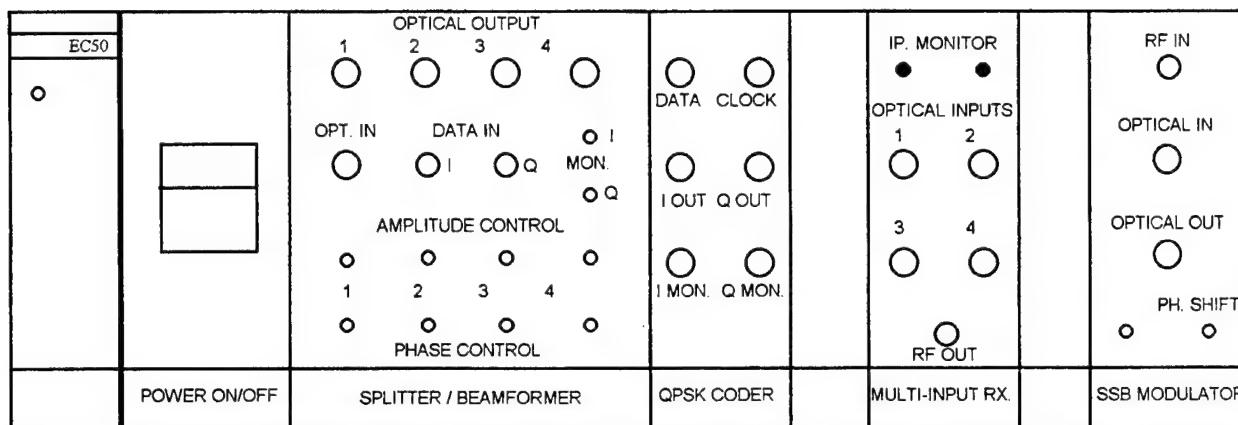 EC50
POWER ON/OFF
OPTICAL OUTPUT
1 2 3 4
OPT. IN DATA IN
I Q MON. I
Q
AMPLITUDE CONTROL
1 2 3 4
PHASE CONTROL
SPLITTER / BEAMFORMER
DATA CLOCK
I OUT Q OUT
I MON. Q MON.
QPSK CODER
IP. MONITOR
OPTICAL INPUTS
1 2
3 4
RF OUT
MULTI-INPUT RX.
RF IN
OPTICAL IN
OPTICAL OUT
PH. SHIFT
SSB MODULATOR